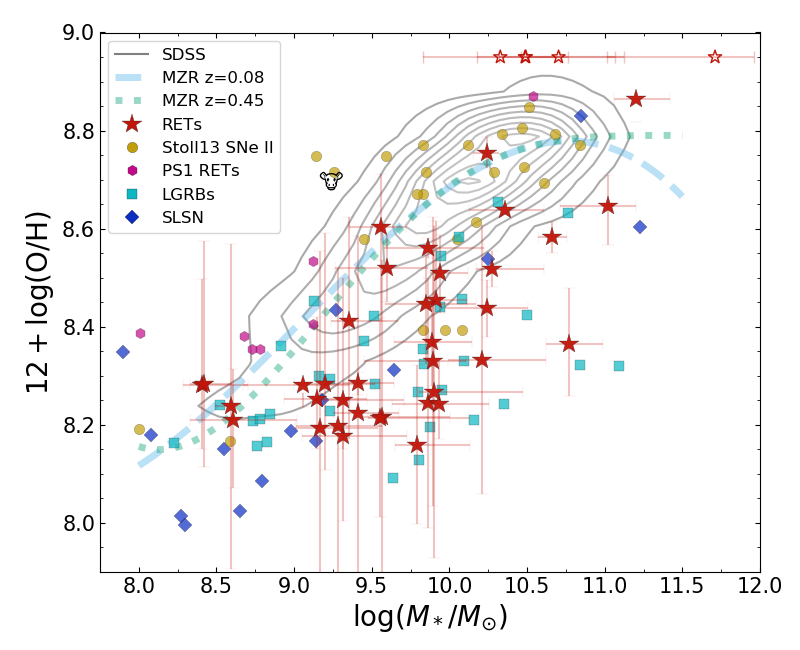 SDSS
MZR z=0.08
MZR z=0.45
RETs
Stoll13 SNe II
PS1 RETs
LGRBs
SLSN
12 + log(O/H)
9.0
8.8
8.6
8.4
8.2
8.0
8.0 8.5 9.0 9.5 10.0 10.5 11.0 11.5 12.0
log(M*/M⊙)